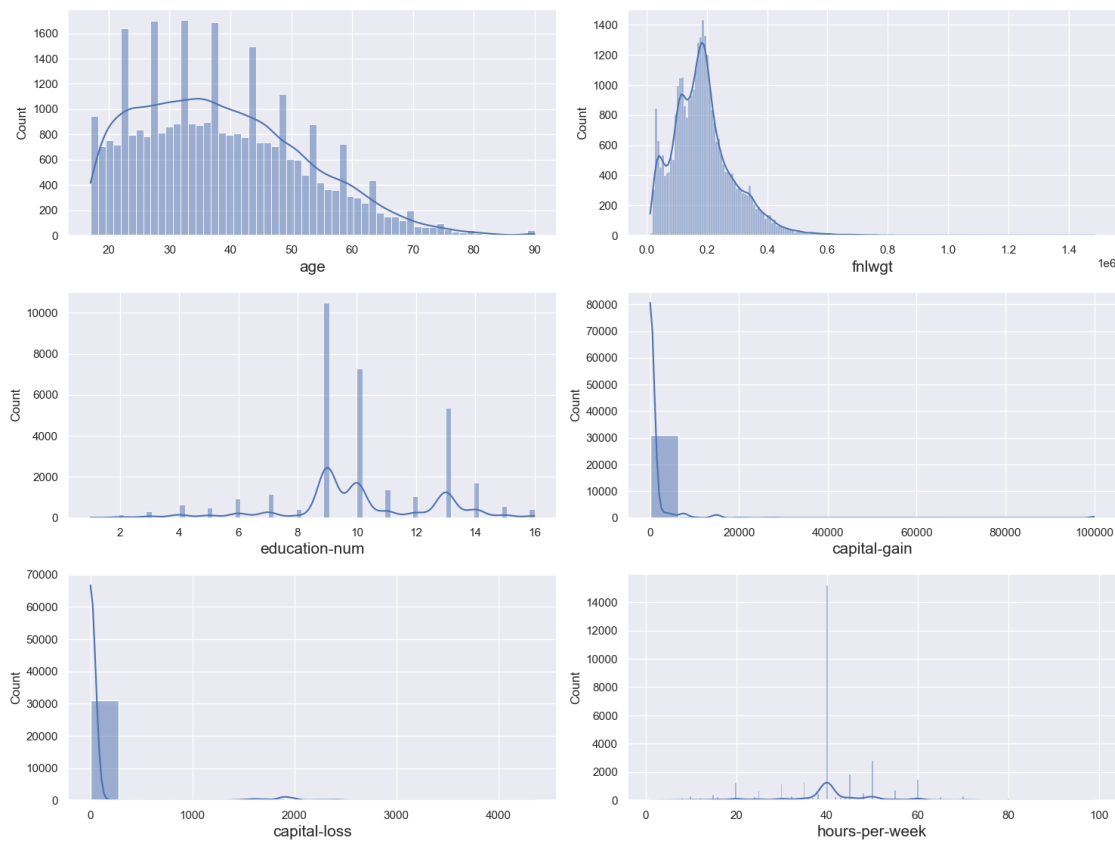 1600
1400
1200
1000
800
600
400
200
0
Count
20 30 40 50 60 70 80 90
age
1400
1200
1000
800
600
400
200
0
Count
0.0 0.2 0.4 0.6 0.8 1.0 1.2 1.4
1e6
fnlwgt
10000
8000
6000
4000
2000
0
Count
2 4 6 8 10 12 14 16
education-num
80000
70000
60000
50000
40000
30000
20000
10000
0
Count
0 20000 40000 60000 80000 100000
capital-gain
70000
60000
50000
40000
30000
20000
10000
0
Count
0 1000 2000 3000 4000
capital-loss
14000
12000
10000
8000
6000
4000
2000
0
Count
0 20 40 60 80 100
hours-per-week